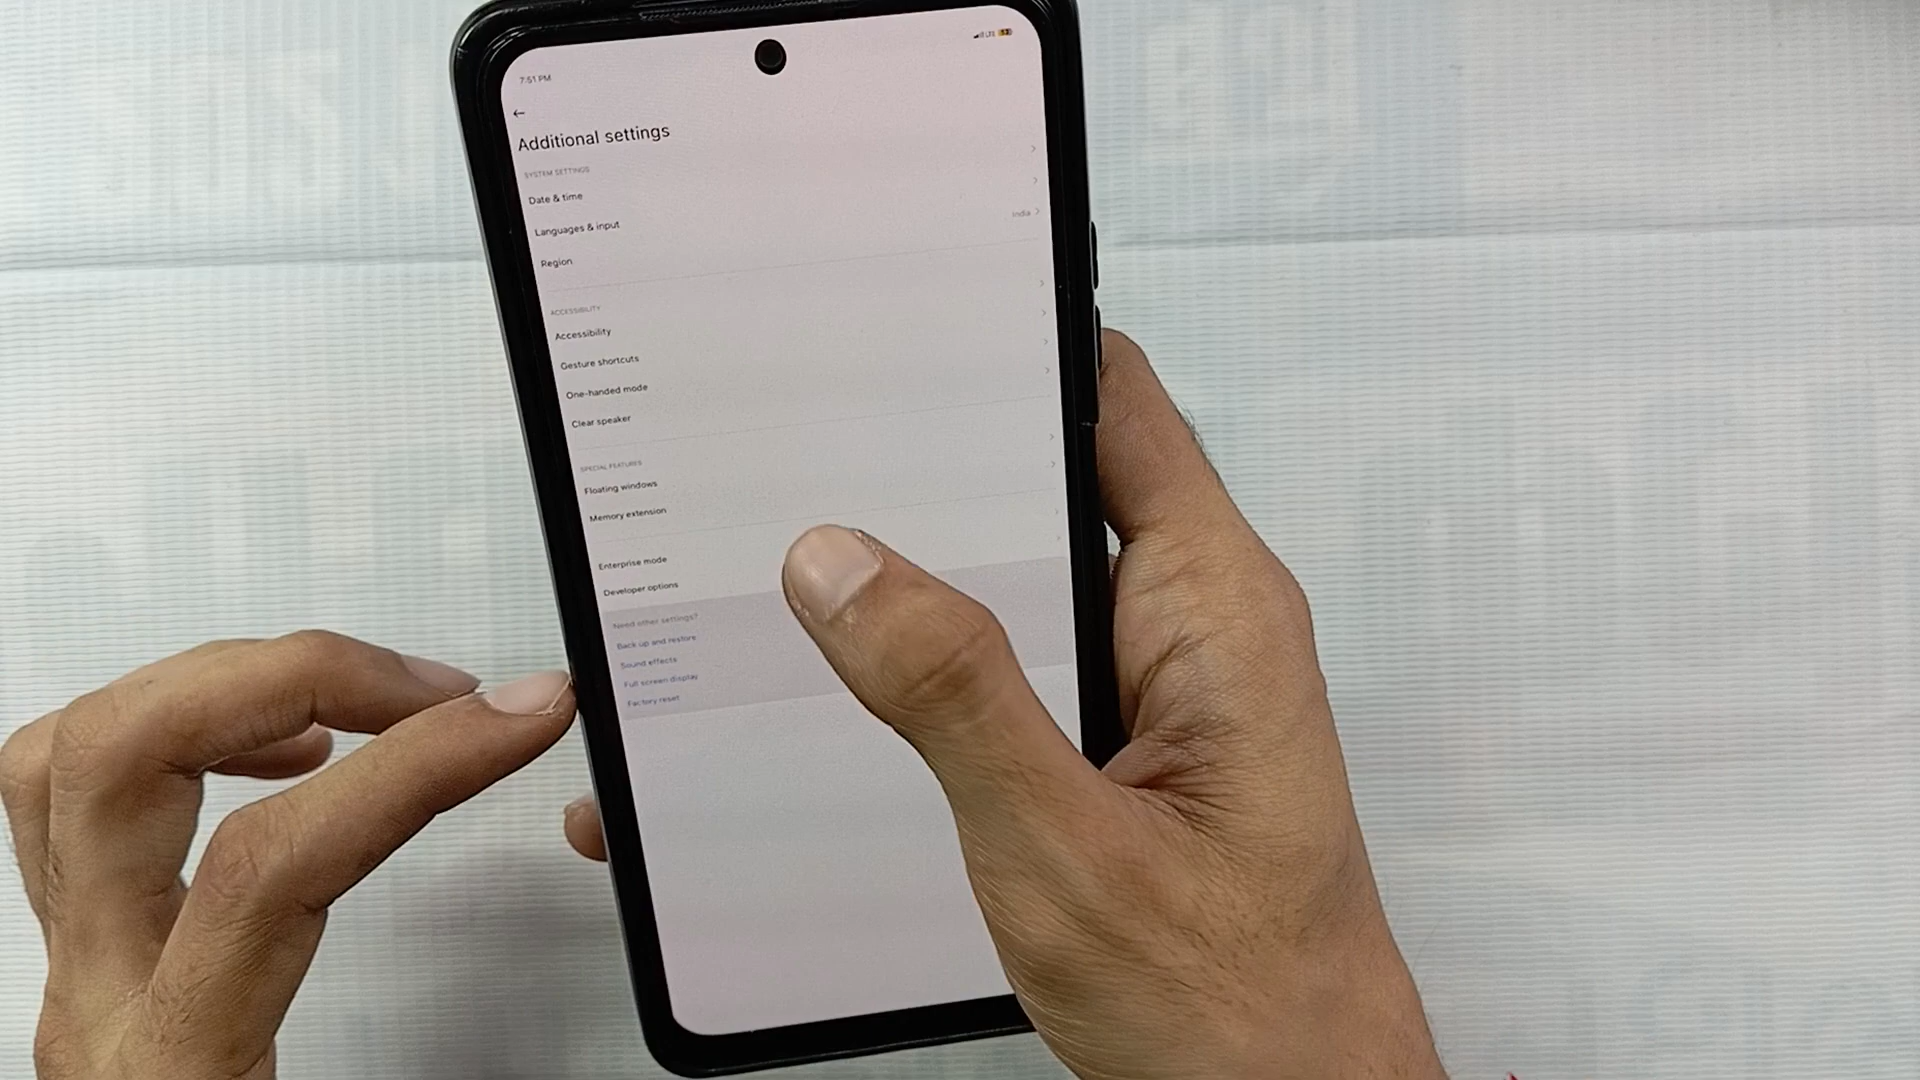 7:51 PM
LTE 53
Additional settings
SYSTEM SETTINGS
Date & time
Languages & input
Region
India
ACCESSIBILITY
Accessibility
Gesture shortcuts
One-handed mode
Clear speaker
SPECIAL FEATURES
Floating windows
Memory extension
Enterprise mode
Developer options
Need other settings?
Back up and restore
Sound effects
Full screen display
Factory reset